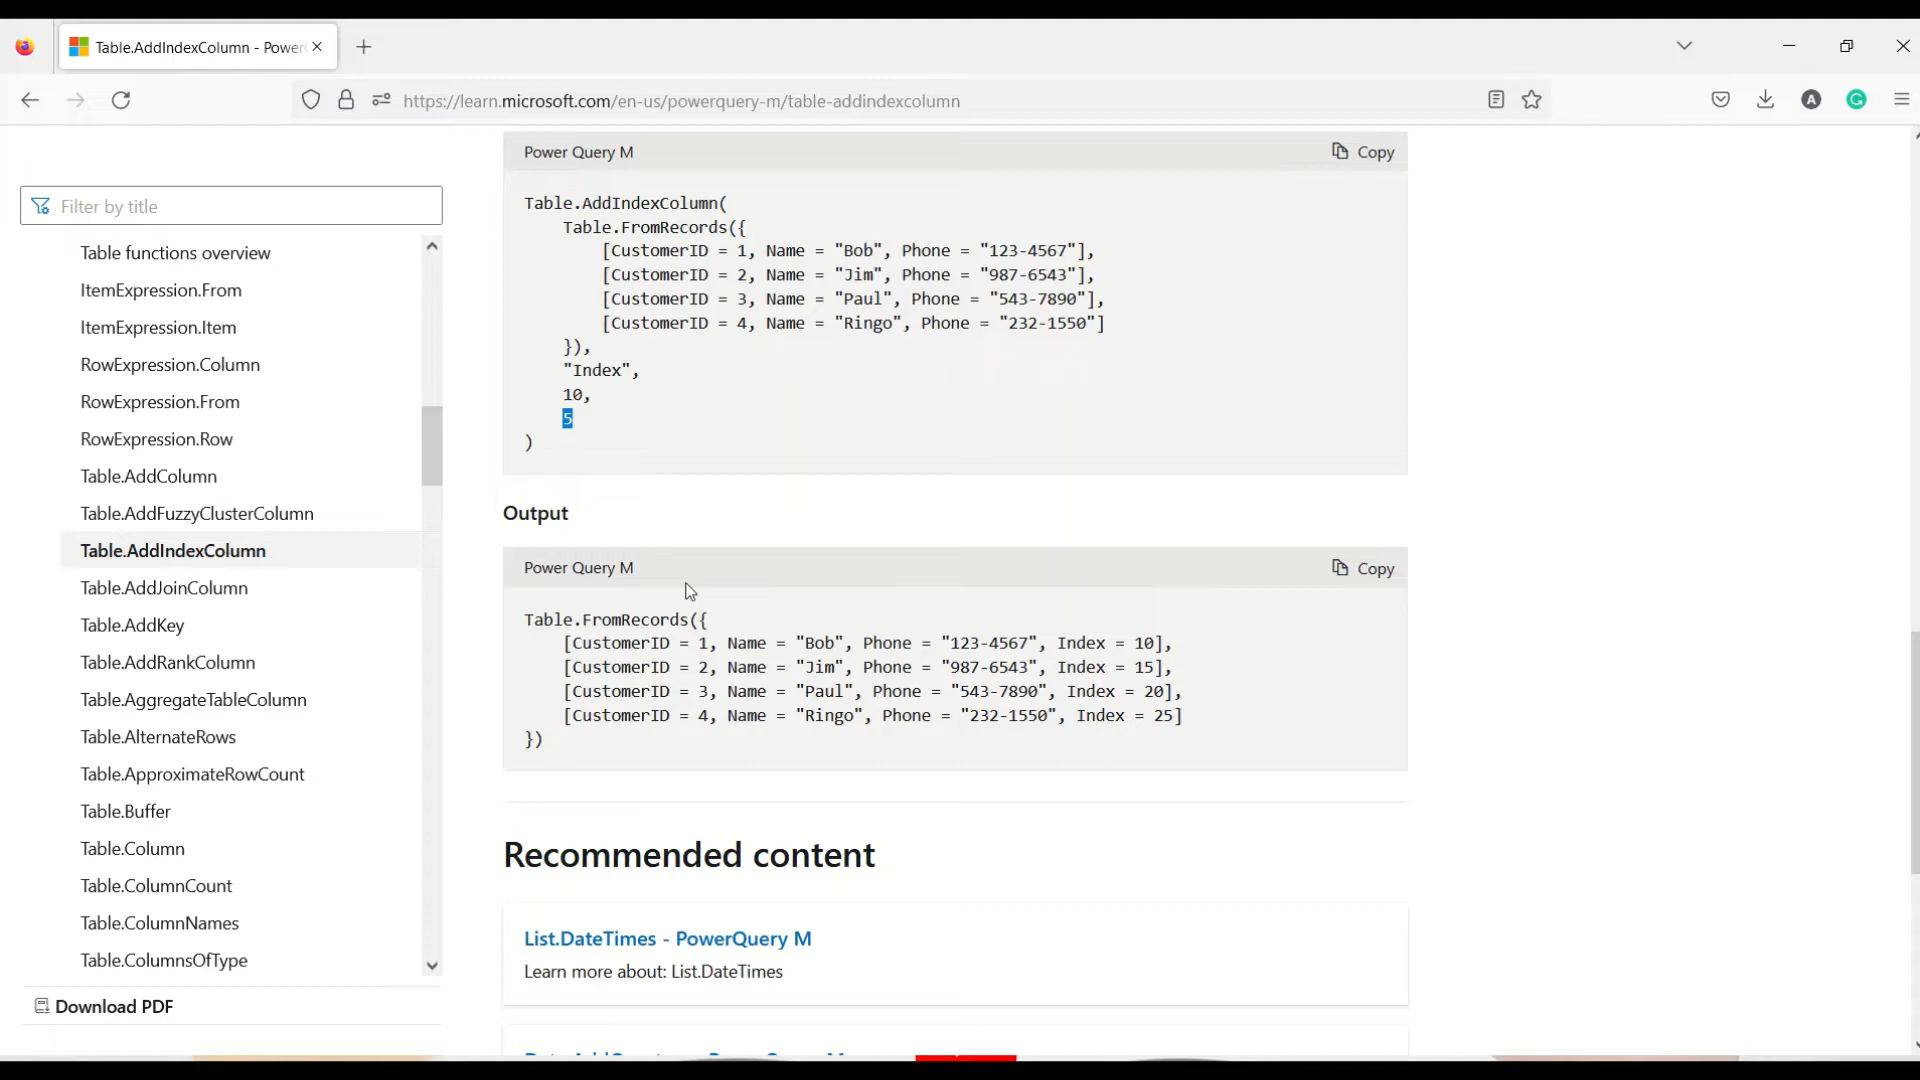 Table.AddIndexColumn - Power
https://learn.microsoft.com/en-us/powerquery-m/table-addindexcolumn
A
G
Filter by title
Table functions overview
ItemExpression.From
ItemExpression.Item
RowExpression.Column
RowExpression.From
RowExpression.Row
Table.AddColumn
Table.AddFuzzyClusterColumn
Table.AddIndexColumn
Table.AddJoinColumn
Table.AddKey
Table.AddRankColumn
Table.AggregateTableColumn
Table.AlternateRows
Table.ApproximateRowCount
Table.Buffer
Table.Column
Table.ColumnCount
Table.ColumnNames
Table.ColumnsOfType
Download PDF
Power Query M
Copy
Table.AddIndexColumn(
    Table.FromRecords({
        [CustomerID = 1, Name = "Bob", Phone = "123-4567"],
        [CustomerID = 2, Name = "Jim", Phone = "987-6543"],
        [CustomerID = 3, Name = "Paul", Phone = "543-7890"],
        [CustomerID = 4, Name = "Ringo", Phone = "232-1550"]
    }),
    "Index",
    10,
    5
)
Output
Power Query M
Copy
Table.FromRecords({
    [CustomerID = 1, Name = "Bob", Phone = "123-4567", Index = 10],
    [CustomerID = 2, Name = "Jim", Phone = "987-6543", Index = 15],
    [CustomerID = 3, Name = "Paul", Phone = "543-7890", Index = 20],
    [CustomerID = 4, Name = "Ringo", Phone = "232-1550", Index = 25]
})
Recommended content
List.DateTimes - PowerQuery M
Learn more about: List.DateTimes